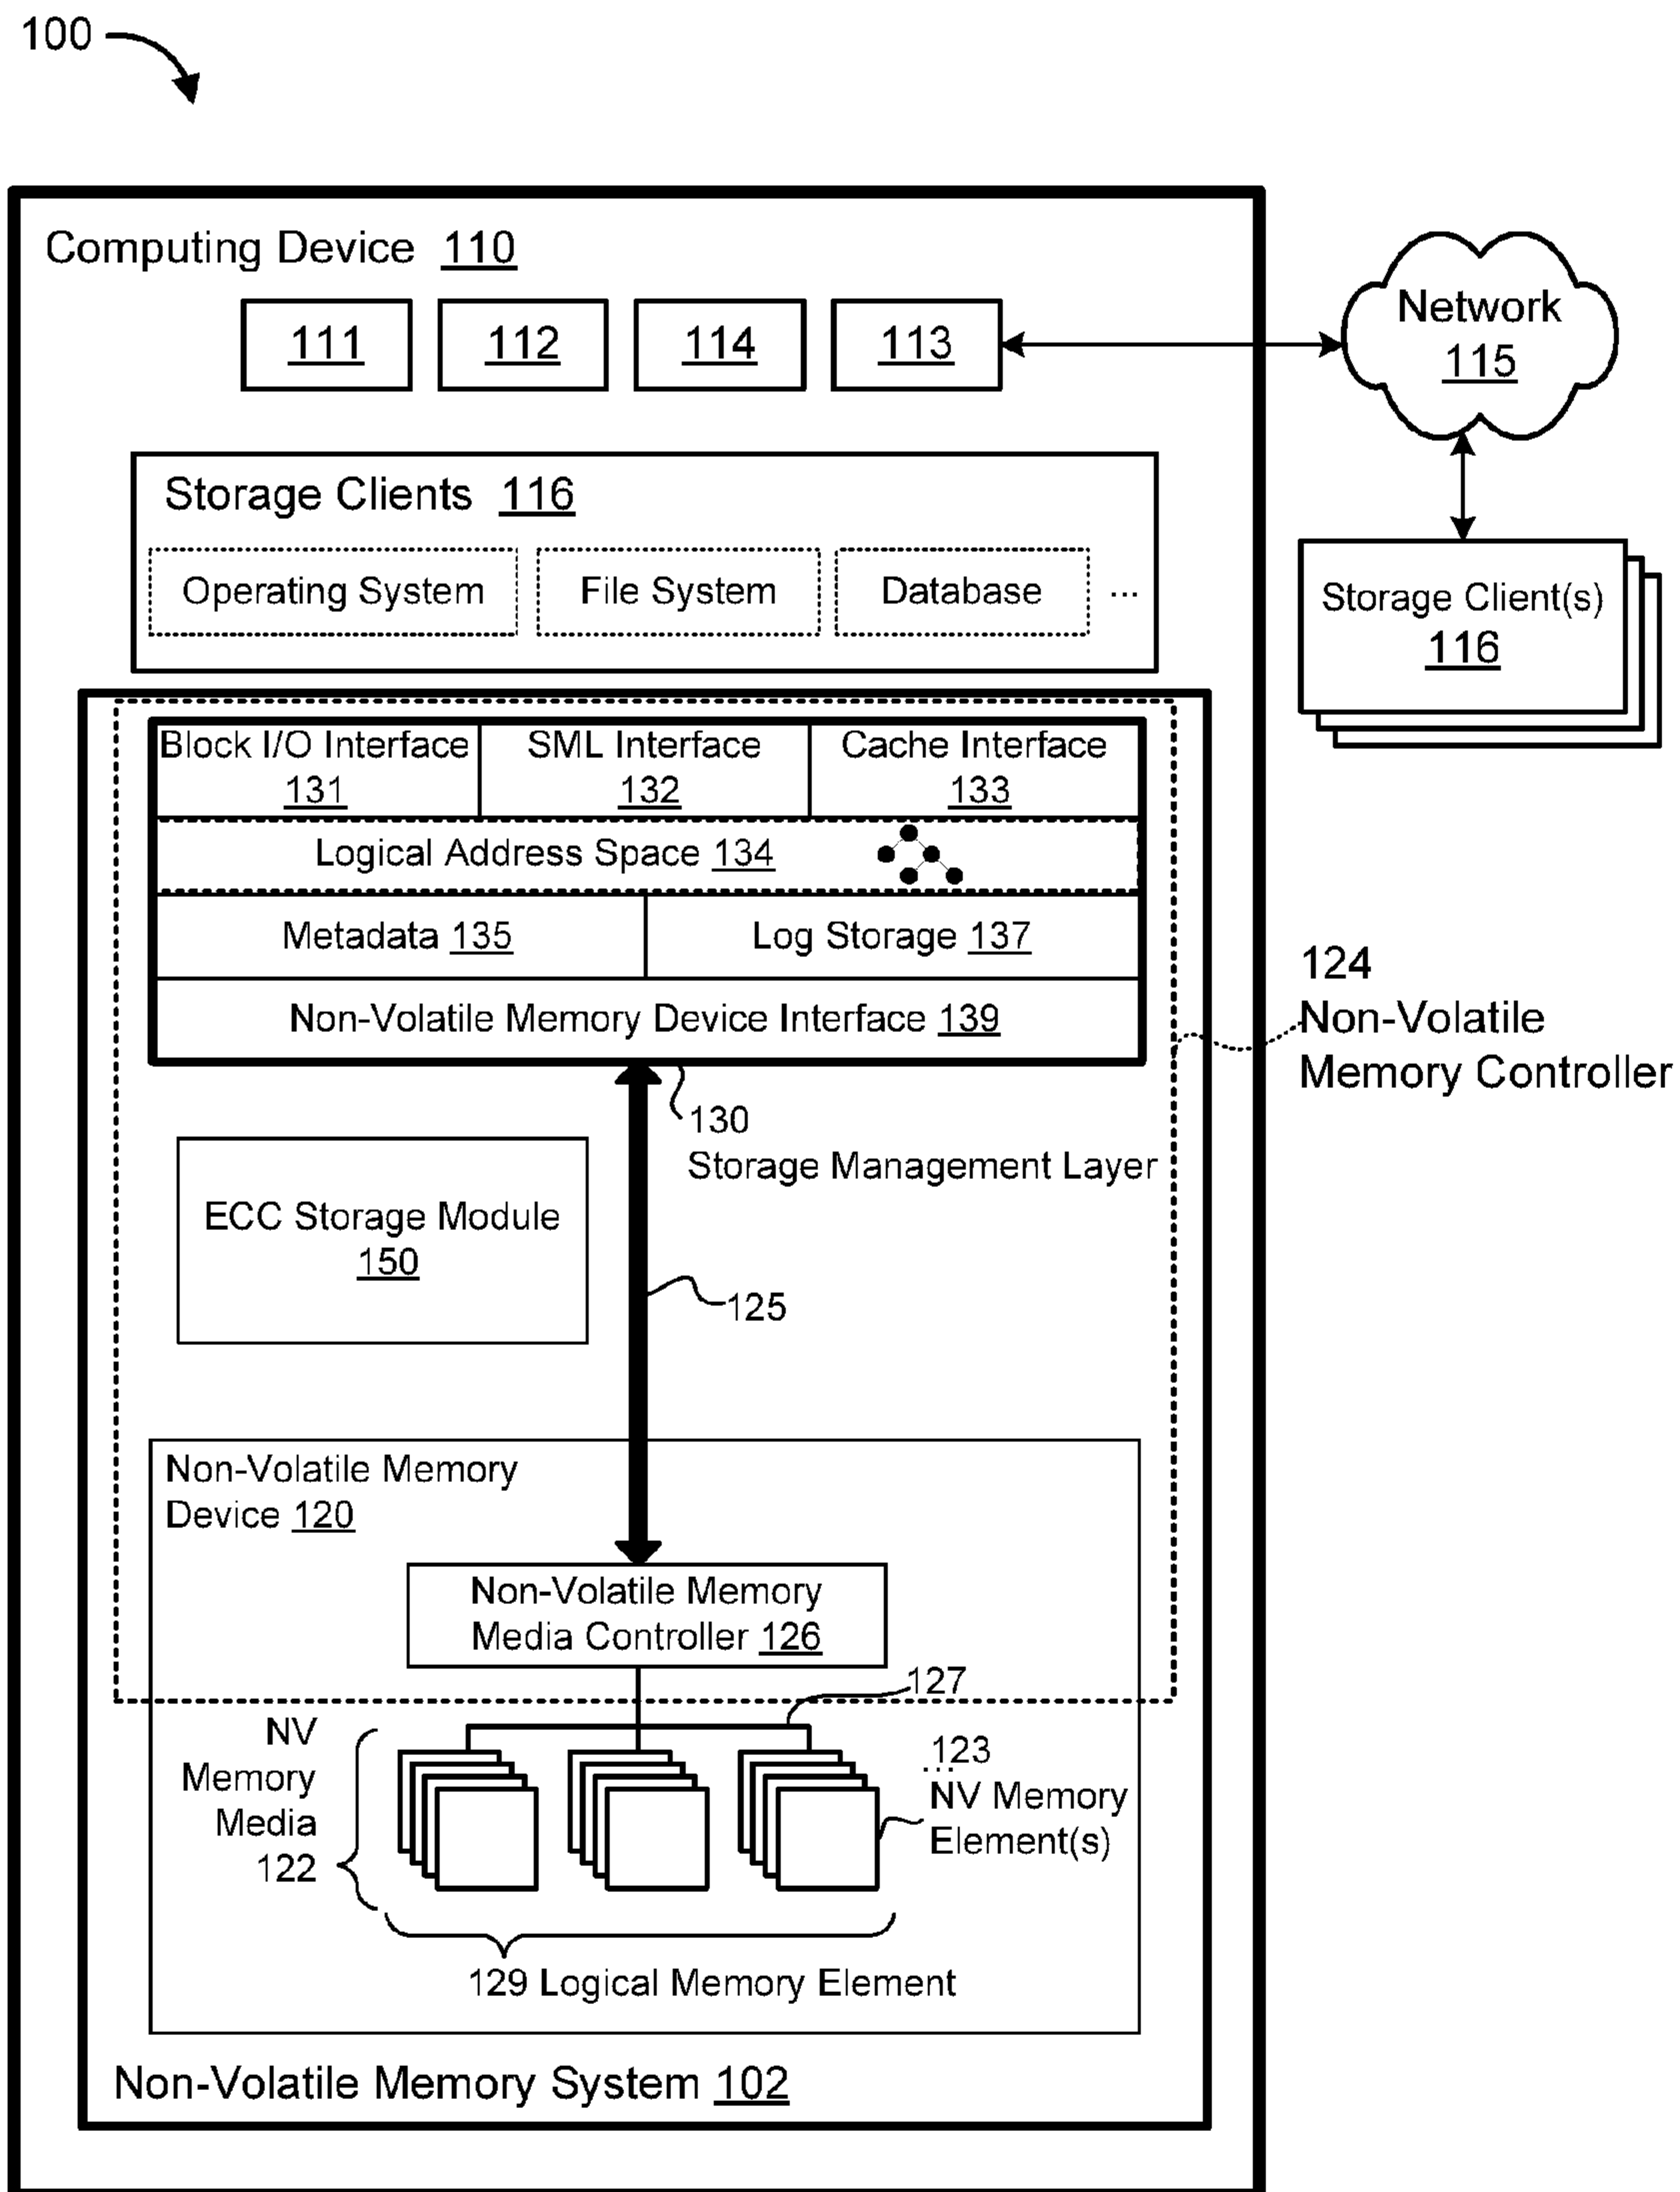 100
Computing Device 110
111 112 114 113
Network
115
Storage Clients 116
Operating System File System Database ...
Storage Client(s)
116
Block I/O Interface
131
SML Interface
132
Cache Interface
133
Logical Address Space 134
Metadata 135 Log Storage 137
Non-Volatile Memory Device Interface 139
124
Non-Volatile
Memory Controller
130
Storage Management Layer
ECC Storage Module
150
125
Non-Volatile Memory
Device 120
Non-Volatile Memory
Media Controller 126
127
NV
Memory
Media
122
123
...
NV Memory
Element(s)
129 Logical Memory Element
Non-Volatile Memory System 102